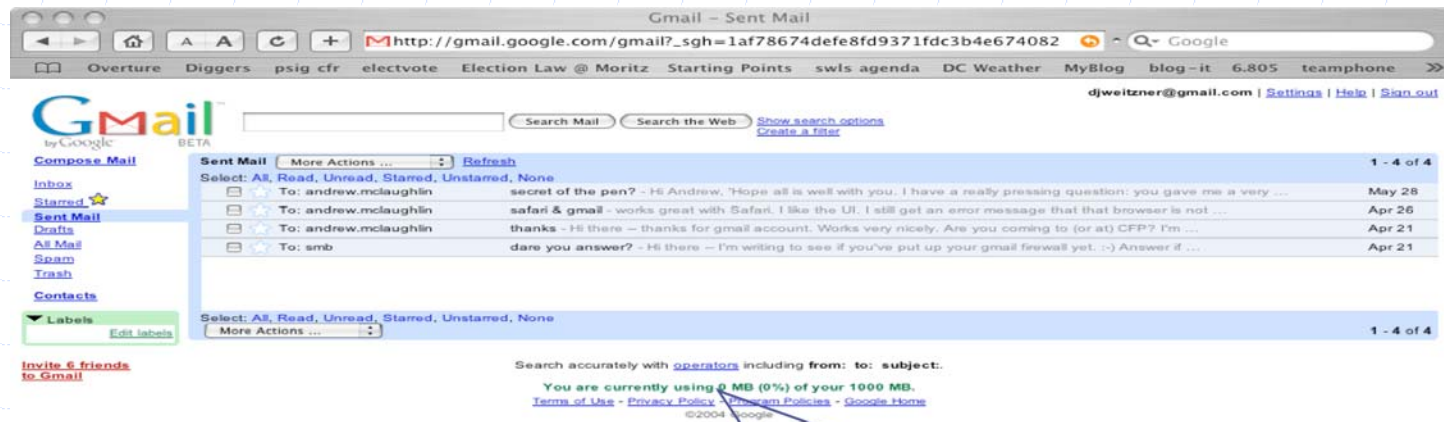 Gmail – Sent Mail
A A http://gmail.google.com/gmail?_sgh=1af78674defe8fd9371fdc3b4e674082 Google
Overture Diggers psig cfr electvote Election Law @ Moritz Starting Points swls agenda DC Weather MyBlog blog-it 6.805 teamphone >>
djweitzner@gmail.com | Settings | Help | Sign out
Gmail by Google BETA
Search Mail Search the Web Show search options
Create a filter
Compose Mail
Inbox
Starred
Sent Mail
Drafts
All Mail
Spam
Trash
Contacts
Labels
Edit labels
Invite 6 friends
to Gmail
Sent Mail More Actions ... Refresh 1 - 4 of 4
Select: All, Read, Unread, Starred, Unstarred, None
To: andrew.mclaughlin secret of the pen? - Hi Andrew, 'Hope all is well with you. I have a really pressing question: you gave me a very ... May 28
To: andrew.mclaughlin safari & gmail - works great with Safari. I like the UI. I still get an error message that that browser is not ... Apr 26
To: andrew.mclaughlin thanks - Hi there -- thanks for gmail account. Works very nicely. Are you coming to (or at) CFP? I'm ... Apr 21
To: smb dare you answer? - Hi there -- I'm writing to see if you've put up your gmail firewall yet. :-) Answer if ... Apr 21
Select: All, Read, Unread, Starred, Unstarred, None
More Actions ... 1 - 4 of 4
Search accurately with operators including from: to: subject:.
You are currently using 0 MB (0%) of your 1000 MB.
Terms of Use - Privacy Policy - Program Policies - Google Home
©2004 Google